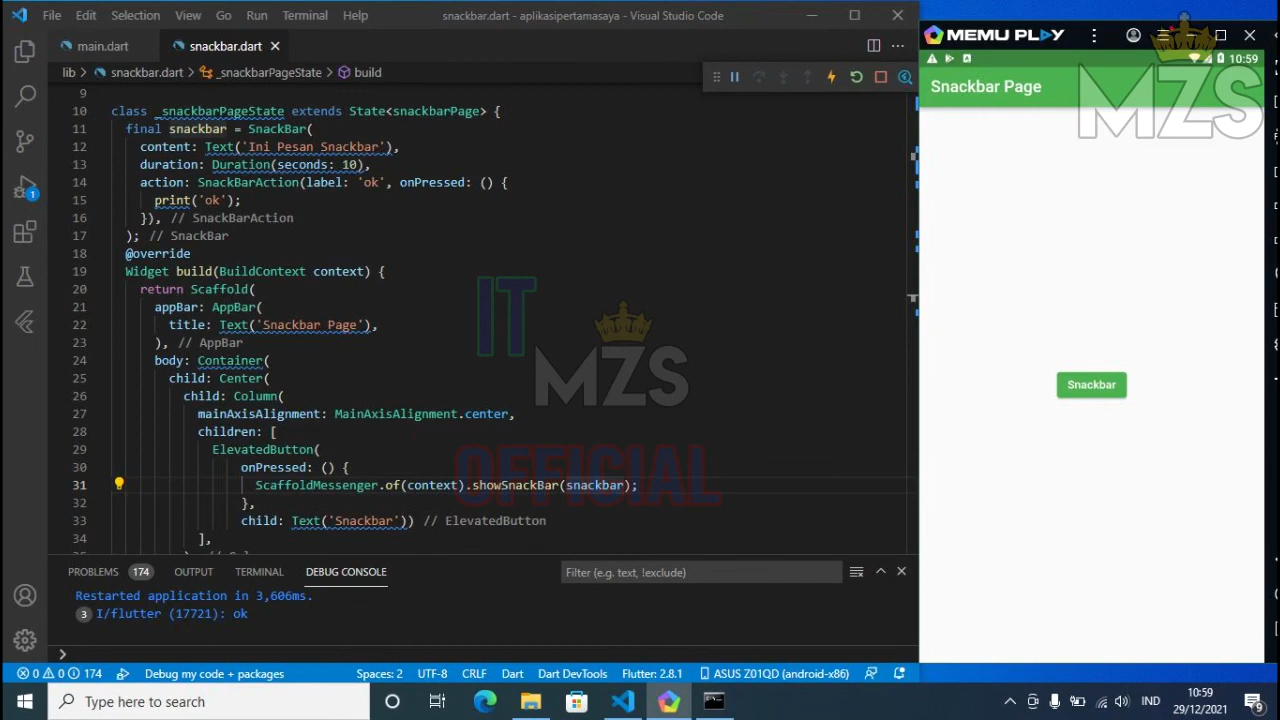 File Edit Selection View Go Run Terminal Help
snackbar.dart - aplikasipertamasaya - Visual Studio Code
main.dart
snackbar.dart
lib > snackbar.dart > _snackbarPageState > build
9
10 class _snackbarPageState extends State<snackbarPage> {
11 final snackbar = SnackBar(
12 content: Text('Ini Pesan Snackbar'),
13 duration: Duration(seconds: 10),
14 action: SnackBarAction(label: 'ok', onPressed: () {
15 print('ok');
16 }), // SnackBarAction
17 ); // SnackBar
18 @override
19 Widget build(BuildContext context) {
20 return Scaffold(
21 appBar: AppBar(
22 title: Text('Snackbar Page'),
23 ), // AppBar
24 body: Container(
25 child: Center(
26 child: Column(
27 mainAxisAlignment: MainAxisAlignment.center,
28 children: [
29 ElevatedButton(
30 onPressed: () {
31 ScaffoldMessenger.of(context).showSnackBar(snackbar);
32 },
33 child: Text('Snackbar')) // ElevatedButton
34 ],
IT
MZS
OFFICIAL
PROBLEMS 174 OUTPUT TERMINAL DEBUG CONSOLE
Filter (e.g. text, !exclude)
Restarted application in 3,606ms.
3 I/flutter (17721): ok
0 0 174 Debug my code + packages
Spaces: 2 UTF-8 CRLF Dart Dart DevTools Flutter: 2.8.1 ASUS Z01QD (android-x86)
MEMU PLAY
10:59
Snackbar Page
MZS
Snackbar
Type here to search
IND
10:59
29/12/2021
9
1